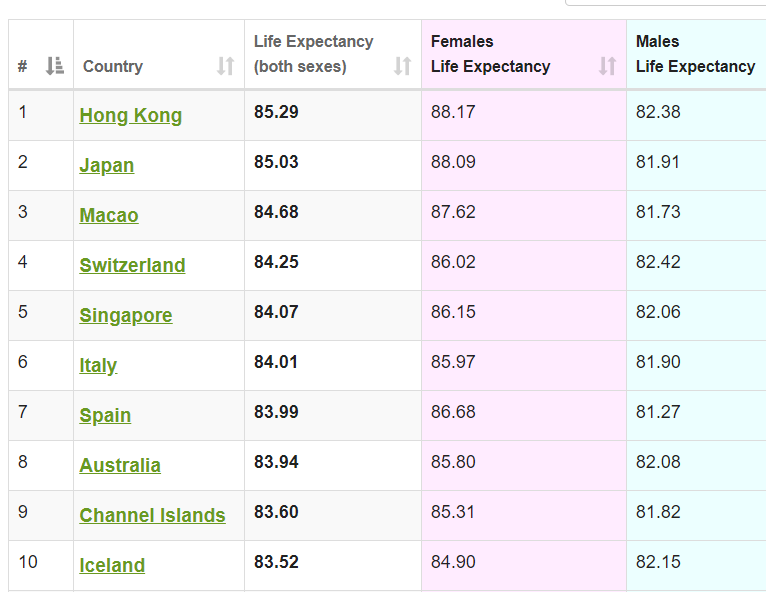 # Country Life Expectancy (both sexes) Females Life Expectancy Males Life Expectancy
1 Hong Kong 85.29 88.17 82.38
2 Japan 85.03 88.09 81.91
3 Macao 84.68 87.62 81.73
4 Switzerland 84.25 86.02 82.42
5 Singapore 84.07 86.15 82.06
6 Italy 84.01 85.97 81.90
7 Spain 83.99 86.68 81.27
8 Australia 83.94 85.80 82.08
9 Channel Islands 83.60 85.31 81.82
10 Iceland 83.52 84.90 82.15